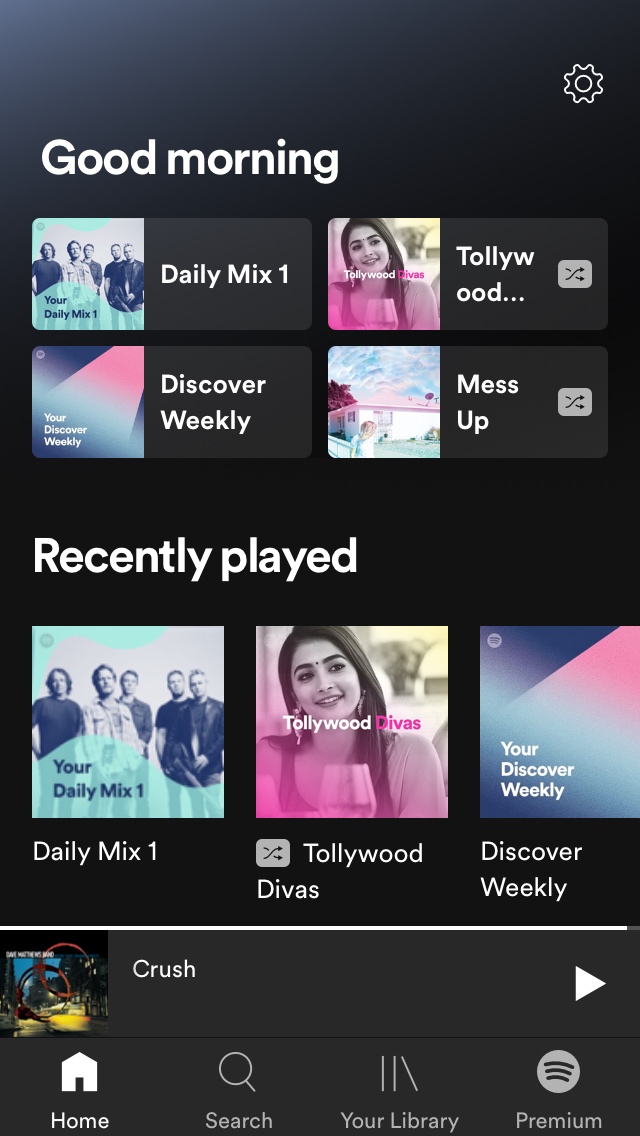 Good morning
Your
Daily Mix 1
Daily Mix 1
Tollywood Divas
Tollyw
ood...
Your
Discover
Weekly
Discover
Weekly
Mess
Up
Recently played
Your
Daily Mix 1
Tollywood Divas
Your
Discover
Weekly
Daily Mix 1
Tollywood
Divas
Discover
Weekly
DAVE MATTHEWS BAND
Crush
Home
Search
Your Library
Premium